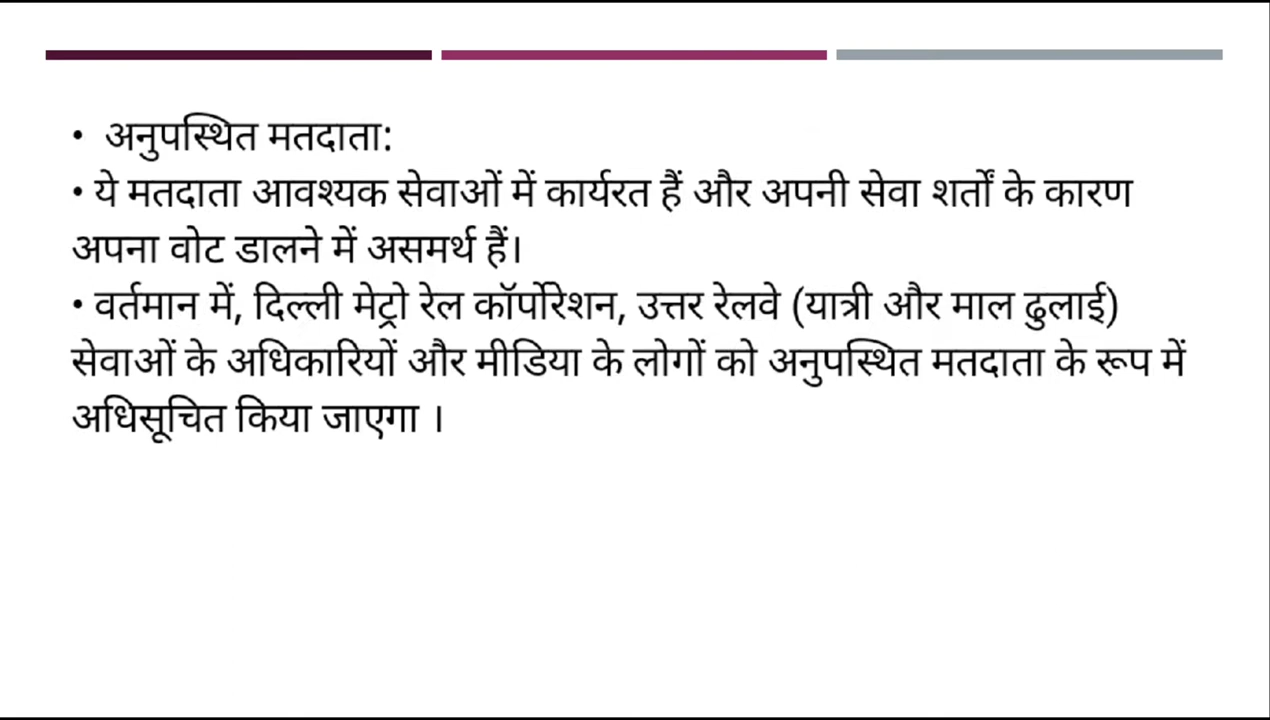 • अनुपस्थित मतदाता:
• ये मतदाता आवश्यक सेवाओं में कार्यरत हैं और अपनी सेवा शर्तों के कारण
अपना वोट डालने में असमर्थ हैं।
• वर्तमान में, दिल्ली मेट्रो रेल कॉर्पोरेशन, उत्तर रेलवे (यात्री और माल ढुलाई)
सेवाओं के अधिकारियों और मीडिया के लोगों को अनुपस्थित मतदाता के रूप में
अधिसूचित किया जाएगा ।